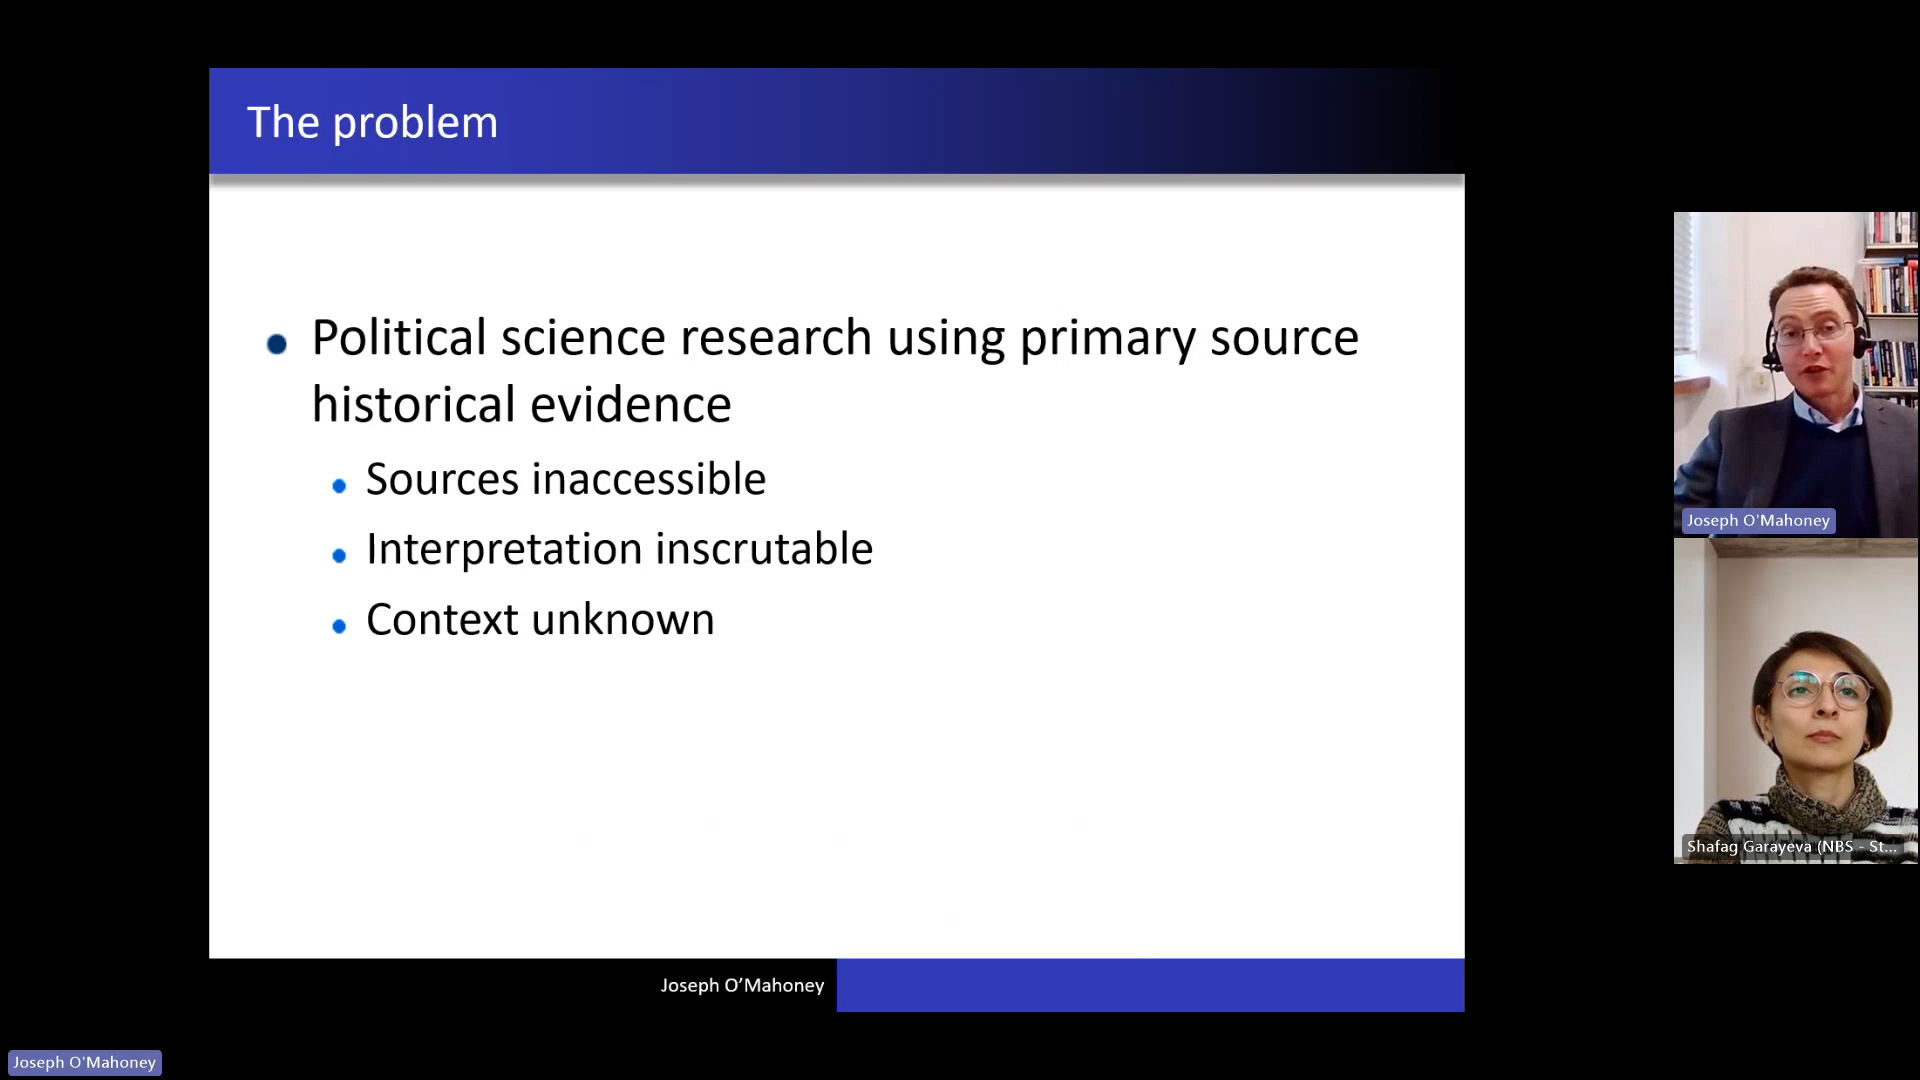 The problem
Political science research using primary source
historical evidence
Sources inaccessible
Interpretation inscrutable
Context unknown
Joseph O’Mahoney
Joseph O'Mahoney
Shafag Garayeva (NBS - St...
Joseph O'Mahoney